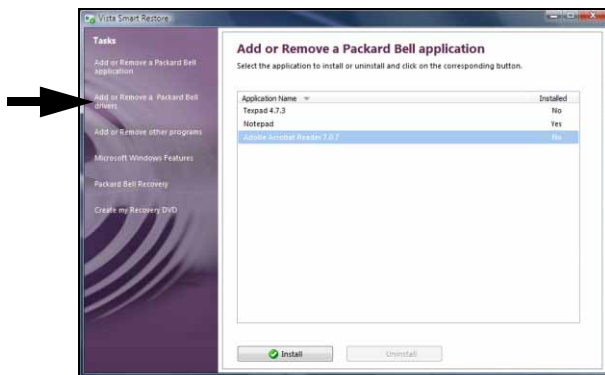 Vista Smart Restore
Tasks
Add or Remove a Packard Bell
application
Add or Remove a Packard Bell
drivers
Add or Remove other programs
Microsoft Windows Features
Packard Bell Recovery
Create my Recovery DVD
Add or Remove a Packard Bell application
Select the application to install or uninstall and click on the corresponding button.
Application Name Installed
Texpad 4.7.3 No
Notepad Yes
Adobe Acrobat Reader 7.0.7 No
Install Uninstall